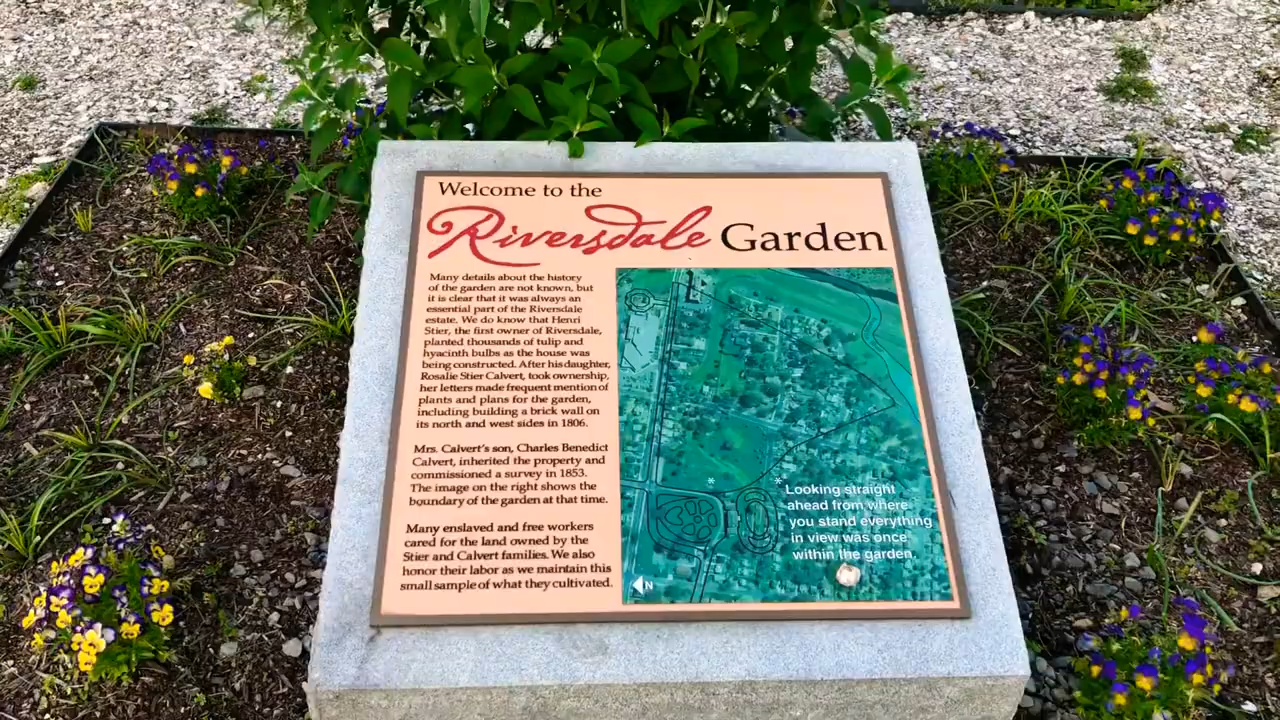 Welcome to the
Riversdale Garden
Many details about the history
of the garden are not known, but
it is clear that it was always an
essential part of the Riversdale
estate. We do know that Henri
Stier, the first owner of Riversdale,
planted thousands of tulip and
hyacinth bulbs as the house was
being constructed. After his daughter,
Rosalie Stier Calvert, took ownership,
her letters made frequent mention of
plants and plans for the garden,
including building a brick wall on
its north and west sides in 1806.
Mrs. Calvert's son, Charles Benedict
Calvert, inherited the property and
commissioned a survey in 1853.
The image on the right shows the
boundary of the garden at that time.
Many enslaved and free workers
cared for the land owned by the
Stier and Calvert families. We also
honor their labor as we maintain this
small sample of what they cultivated.
* Looking straight
ahead from where
you stand everything
in view was once
within the garden.
N